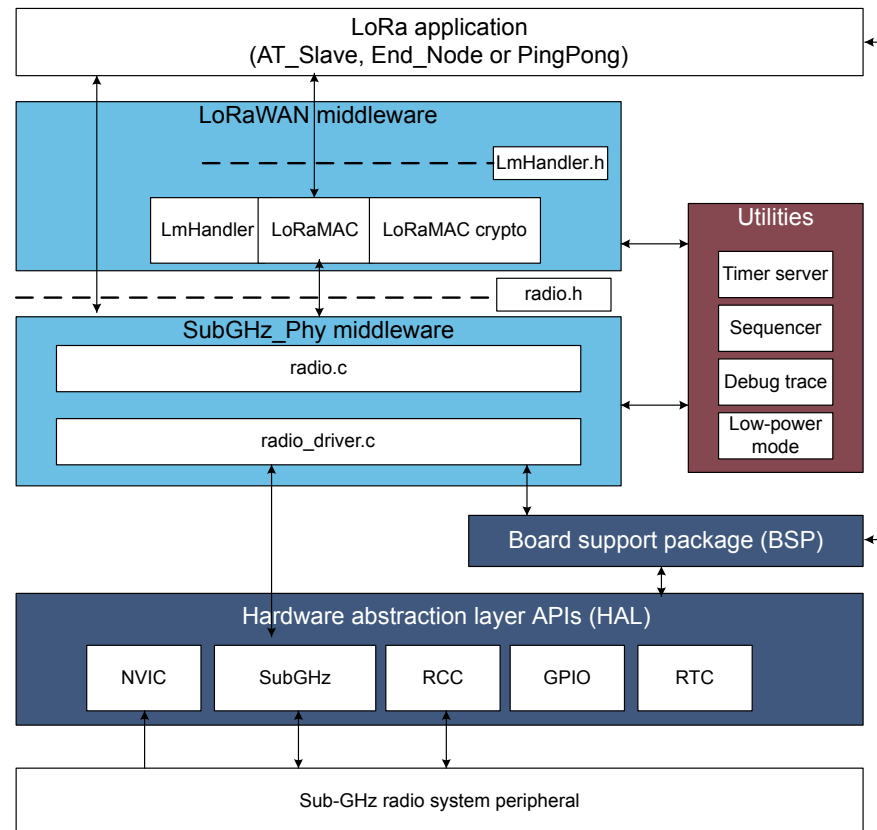 LoRa application
(AT_Slave, End_Node or PingPong)
LoRaWAN middleware
LmHandler.h
LmHandler
LoRaMAC
LoRaMAC crypto
radio.h
SubGHz_Phy middleware
radio.c
radio_driver.c
Utilities
Timer server
Sequencer
Debug trace
Low-power
mode
Board support package (BSP)
Hardware abstraction layer APIs (HAL)
NVIC
SubGHz
RCC
GPIO
RTC
Sub-GHz radio system peripheral